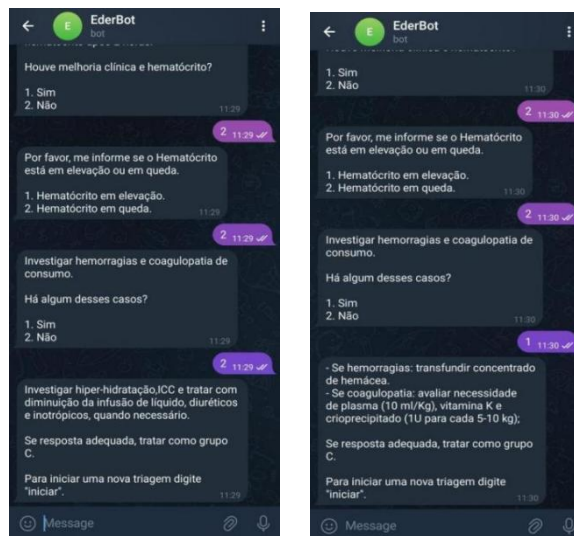 EderBot
bot
Houve melhoria clínica e hematócrito?
1. Sim
2. Não
11:29
2 11:29
Por favor, me informe se o Hematócrito
está em elevação ou em queda.
1. Hematócrito em elevação.
2. Hematócrito em queda.
11:29
2 11:29
Investigar hemorragias e coagulopatia de
consumo.
Há algum desses casos?
1. Sim
2. Não
11:29
2 11:29
Investigar hiper-hidratação,ICC e tratar com
diminuição da infusão de líquido, diuréticos
e inotrópicos, quando necessário.
Se resposta adequada, tratar como grupo
C.
Para iniciar uma nova triagem digite
"iniciar".
11:29
Message
EderBot
bot
1. Sim
2. Não
11:30
2 11:30
Por favor, me informe se o Hematócrito
está em elevação ou em queda.
1. Hematócrito em elevação.
2. Hematócrito em queda.
11:30
2 11:30
Investigar hemorragias e coagulopatia de
consumo.
Há algum desses casos?
1. Sim
2. Não
11:30
1 11:30
- Se hemorragias: transfundir concentrado
de hemácea.
- Se coagulopatia: avaliar necessidade
de plasma (10 ml/Kg), vitamina K e
crioprecipitado (1U para cada 5-10 kg);
Se resposta adequada, tratar como grupo
C.
Para iniciar uma nova triagem digite
"iniciar".
11:30
Message